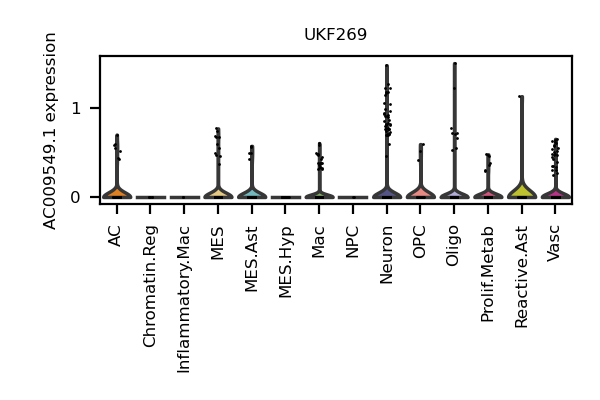 UKF269
AC009549.1 expression
1
0
AC
Chromatin.Reg
Inflammatory.Mac
MES
MES.Ast
MES.Hyp
Mac
NPC
Neuron
OPC
Oligo
Prolif.Metab
Reactive.Ast
Vasc